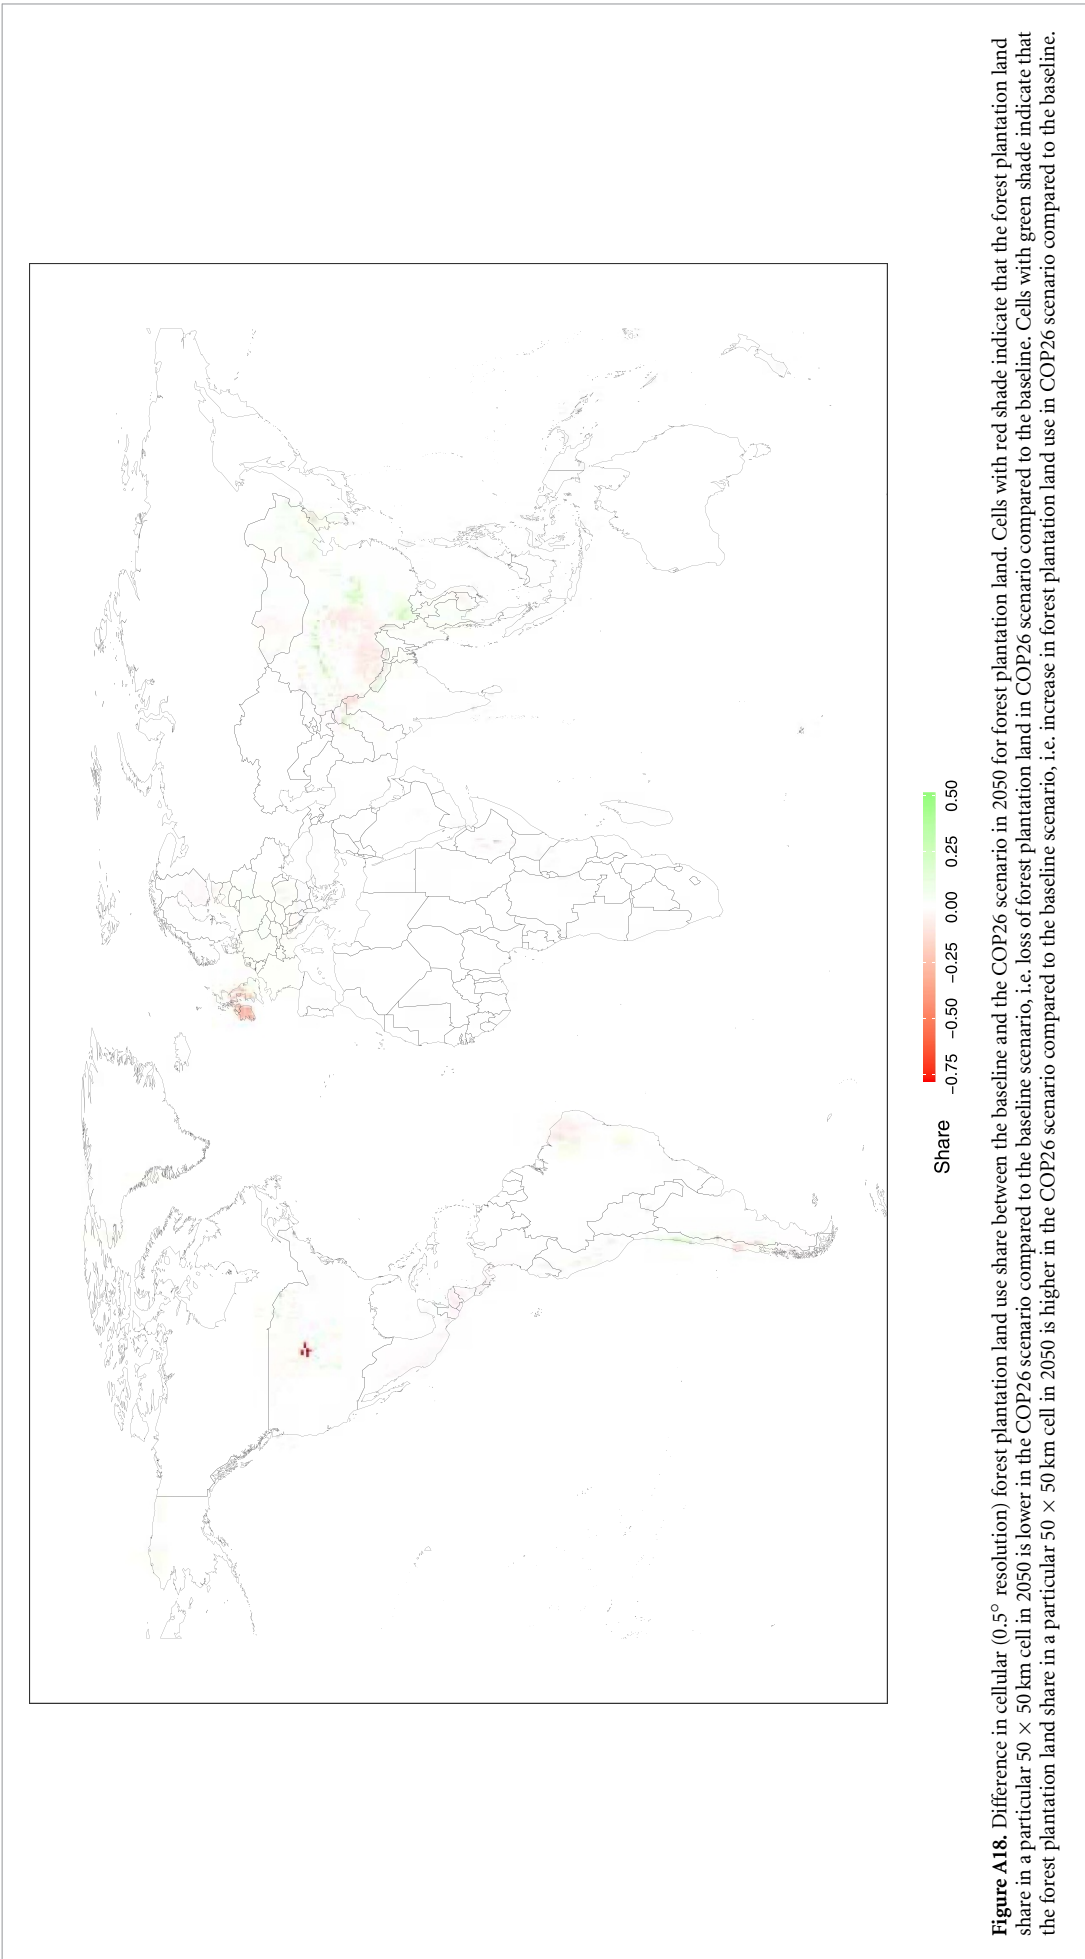 Share
−0.75 −0.50 −0.25 0.00 0.25 0.50
Figure A18. Difference in cellular (0.5° resolution) forest plantation land use share between the baseline and the COP26 scenario in 2050 for forest plantation land. Cells with red shade indicate that the forest plantation land
share in a particular 50 × 50 km cell in 2050 is lower in the COP26 scenario compared to the baseline scenario, i.e. loss of forest plantation land in COP26 scenario compared to the baseline. Cells with green shade indicate that
the forest plantation land share in a particular 50 × 50 km cell in 2050 is higher in the COP26 scenario compared to the baseline scenario, i.e. increase in forest plantation land use in COP26 scenario compared to the baseline.